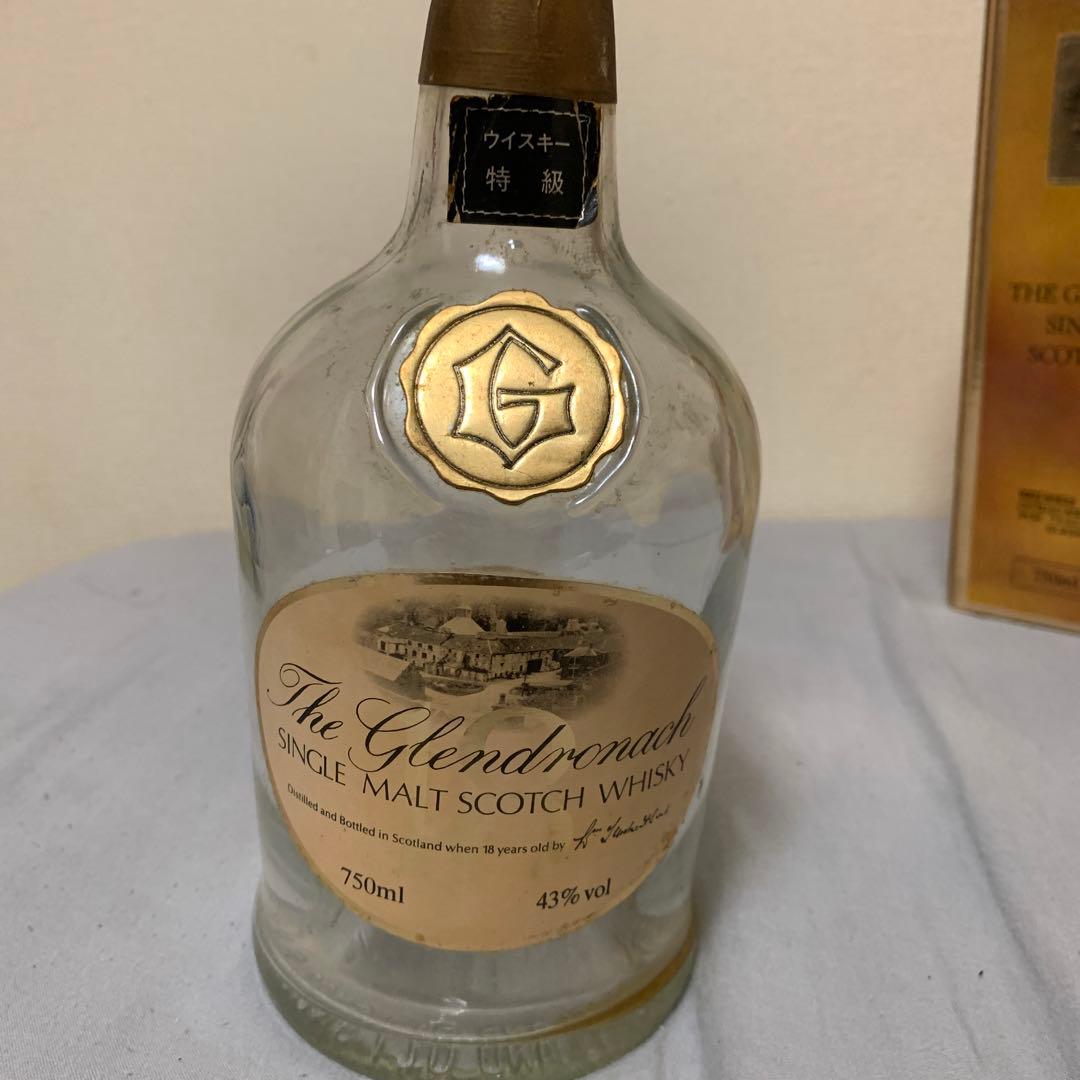 ウイスキー
特 級
G
The Glendronach
SINGLE MALT SCOTCH WHISKY
Distilled and Bottled in Scotland when 18 years old by
750ml
43% vol
THE G
SIN
SCOT
750ml